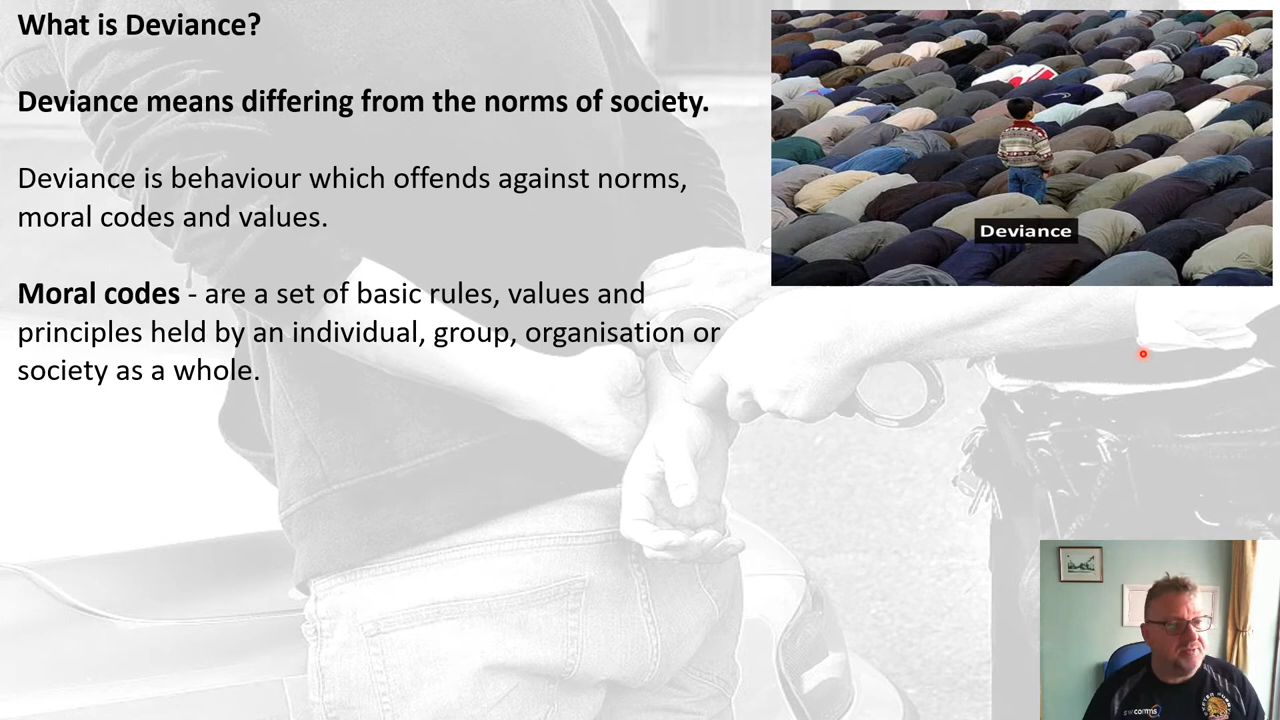 What is Deviance?
Deviance means differing from the norms of society.
Deviance is behaviour which offends against norms,
moral codes and values.
Moral codes - are a set of basic rules, values and
principles held by an individual, group, organisation or
society as a whole.
Deviance
swcomms